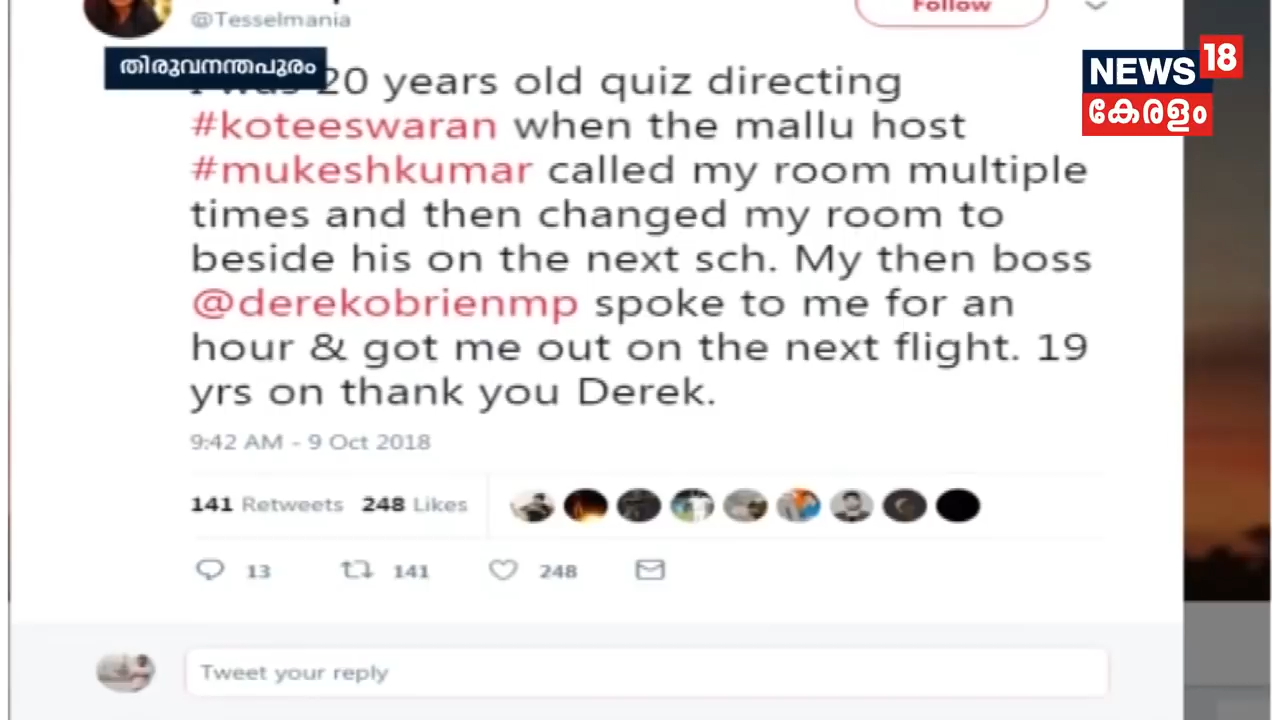 @Tesselmania
Follow
തിരുവനന്തപുരം
NEWS 18
കേരളം
I was 20 years old quiz directing
#koteeswaran when the mallu host
#mukeshkumar called my room multiple
times and then changed my room to
beside his on the next sch. My then boss
@derekobrienmp spoke to me for an
hour & got me out on the next flight. 19
yrs on thank you Derek.
9:42 AM - 9 Oct 2018
141 Retweets 248 Likes
13 141 248
Tweet your reply